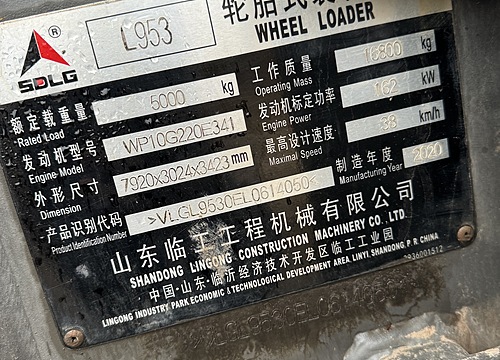 ®
SDLG
L953
轮胎式装
WHEEL LOADER
额定载重量 5000 kg
Rated Load
发动机型号 WP10G220E341
Engine Model
外形尺寸 7920x3024x3423 mm
Dimension
产品识别代码 >VLGL9530EL0614050<
Product Identification Number
工作质量 16800 kg
Operating Mass
发动机标定功率 162 kW
Engine Power
最高设计速度 38 km/h
Maximal Speed
制造年度 2020
Manufacturing Year
山东临工工程机械有限公司
SHANDONG LINGONG CONSTRUCTION MACHINERY CO., LTD.
中国·山东·临沂经济技术开发区临工工业园
LINGONG INDUSTRY PARK ECONOMIC & TECHNOLOGICAL DEVELOPMENT AREA, LINYI, SHANDONG, P. R. CHINA
2936001512